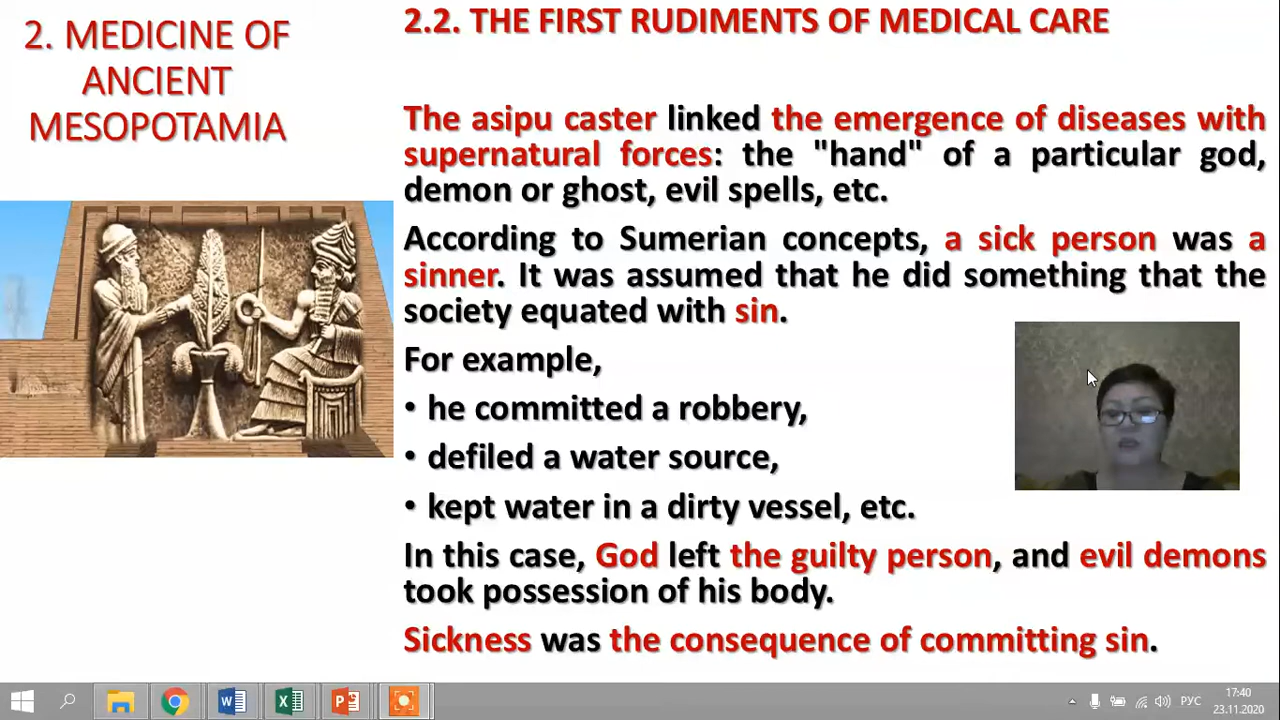 2. MEDICINE OF
ANCIENT
MESOPOTAMIA
2.2. THE FIRST RUDIMENTS OF MEDICAL CARE
The asipu caster linked the emergence of diseases with
supernatural forces: the "hand" of a particular god,
demon or ghost, evil spells, etc.
According to Sumerian concepts, a sick person was a
sinner. It was assumed that he did something that the
society equated with sin.
For example,
• he committed a robbery,
• defiled a water source,
• kept water in a dirty vessel, etc.
In this case, God left the guilty person, and evil demons
took possession of his body.
Sickness was the consequence of committing sin.
РУС
17:40
23.11.2020